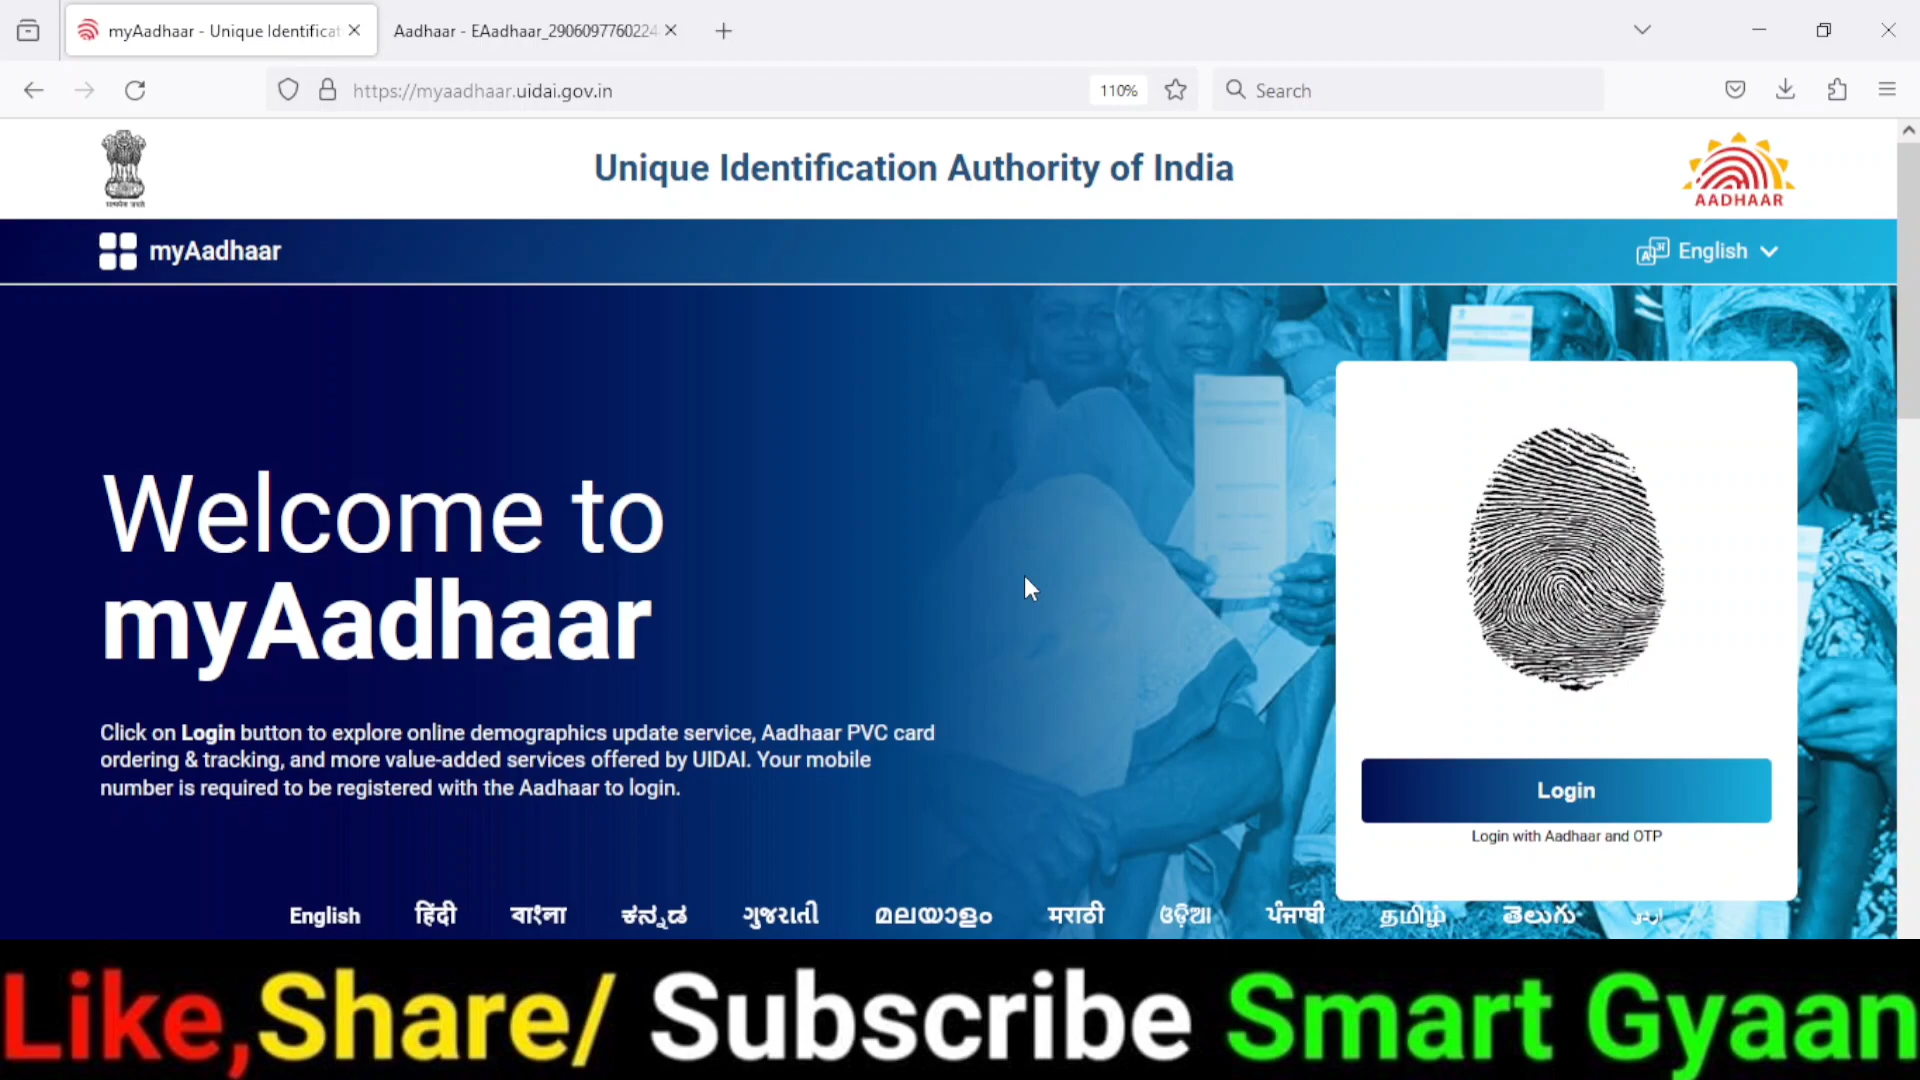 myAadhaar - Unique Identificat
Aadhaar - EAadhaar_2906097760224
https://myaadhaar.uidai.gov.in
110%
Search
सत्यमेव जयते
Unique Identification Authority of India
AADHAAR
myAadhaar
English
Welcome to
myAadhaar
Click on Login button to explore online demographics update service, Aadhaar PVC card
ordering & tracking, and more value-added services offered by UIDAI. Your mobile
number is required to be registered with the Aadhaar to login.
Login
Login with Aadhaar and OTP
English हिंदी বাংলা ಕನ್ನಡ ગુજરાતી മലയാളം मराठी ଓଡ଼ିଆ ਪੰਜਾਬੀ தமிழ் తెలుగు اردو
Like,Share/ Subscribe Smart Gyaan